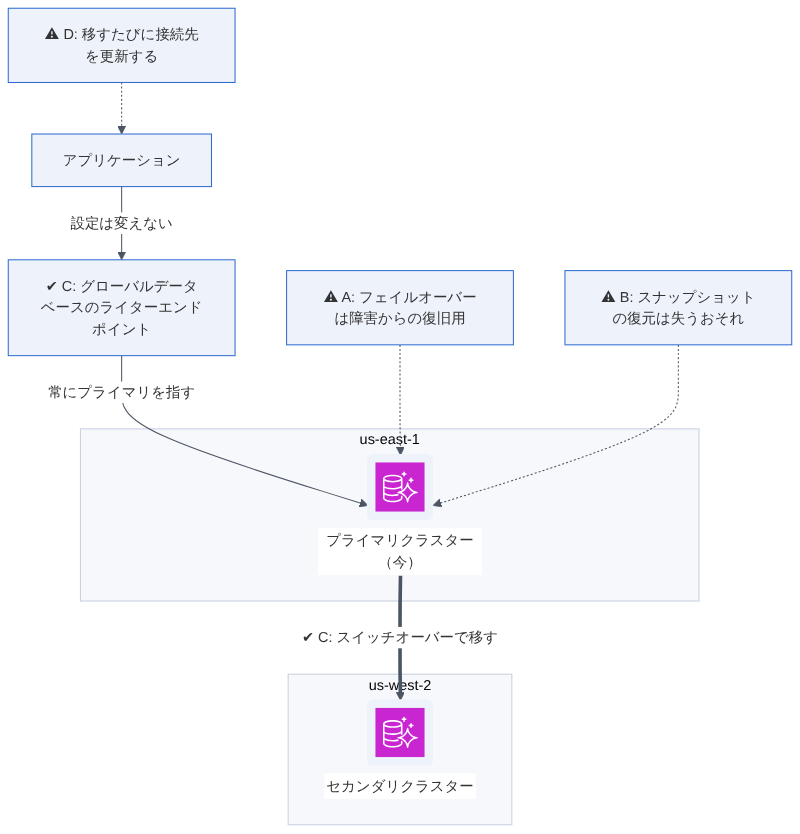 ⚠ D: 移すたびに接続先
を更新する
アプリケーション
設定は変えない
✔ C: グローバルデータ
ベースのライターエンド
ポイント
⚠ A: フェイルオーバー
は障害からの復旧用
⚠ B: スナップショット
の復元は失うおそれ
常にプライマリを指す
us-east-1
プライマリクラスター
（今）
✔ C: スイッチオーバーで移す
us-west-2
セカンダリクラスター